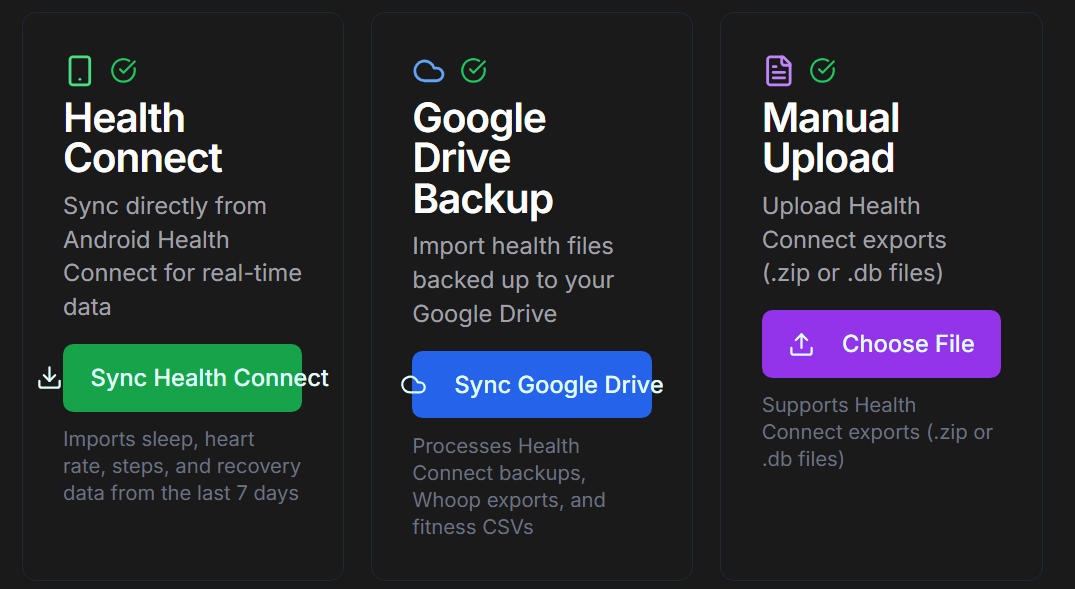 Health
Connect
Sync directly from
Android Health
Connect for real-time
data
Sync Health Connect
Imports sleep, heart
rate, steps, and recovery
data from the last 7 days
Google
Drive
Backup
Import health files
backed up to your
Google Drive
Sync Google Drive
Processes Health
Connect backups,
Whoop exports, and
fitness CSVs
Manual
Upload
Upload Health
Connect exports
(.zip or .db files)
Choose File
Supports Health
Connect exports (.zip or
.db files)